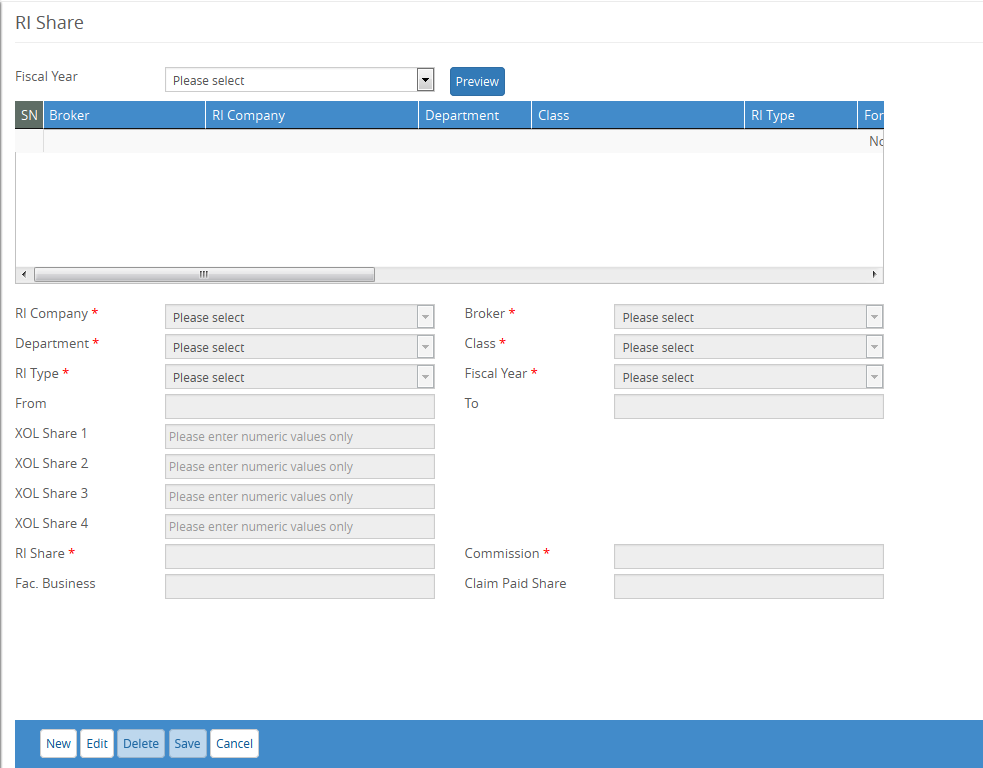 RI Share
Fiscal Year Please select Preview
SN Broker RI Company Department Class RI Type For
No
RI Company * Please select Broker * Please select
Department * Please select Class * Please select
RI Type * Please select Fiscal Year * Please select
From To
XOL Share 1 Please enter numeric values only
XOL Share 2 Please enter numeric values only
XOL Share 3 Please enter numeric values only
XOL Share 4 Please enter numeric values only
RI Share * Commission *
Fac. Business Claim Paid Share
New Edit Delete Save Cancel